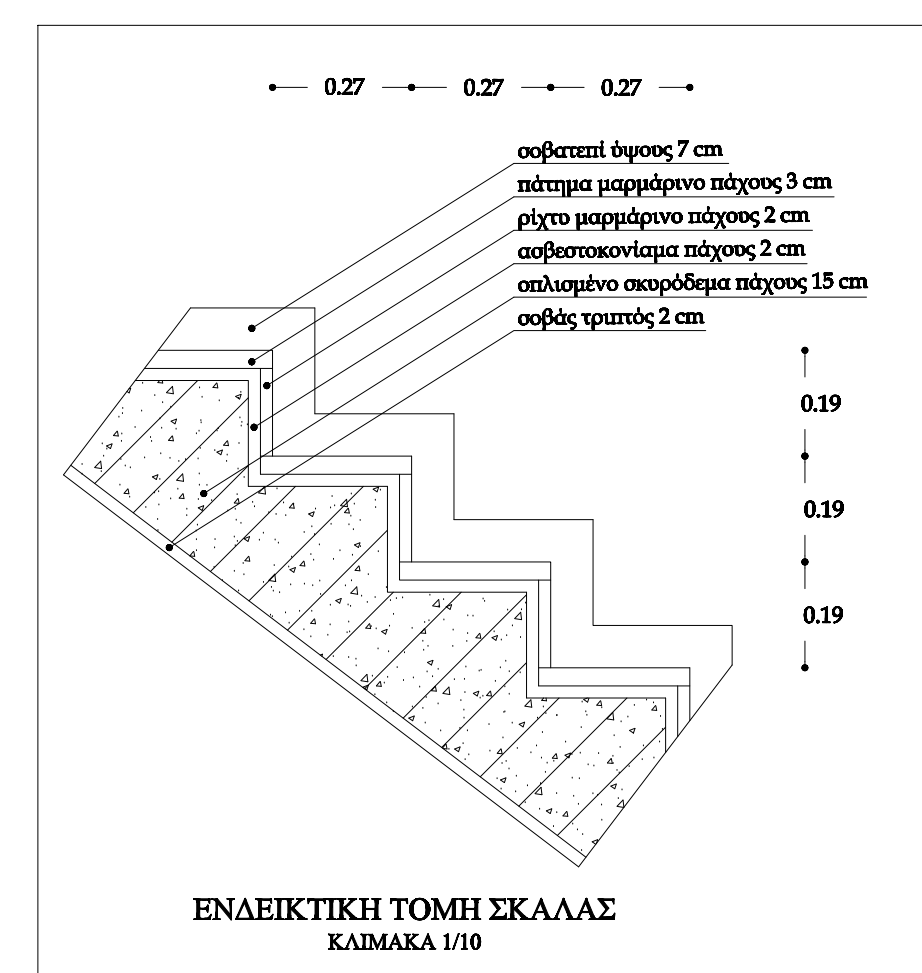 0.27 0.27 0.27
σοβατεπί ύψους 7 cm
πάτημα μαρμάρινο πάχους 3 cm
ρίχτο μαρμάρινο πάχους 2 cm
ασβεστοκονίαμα πάχους 2 cm
οπλισμένο σκυρόδεμα πάχους 15 cm
σοβάς τριπτός 2 cm
0.19
0.19
0.19
ΕΝΔΕΙΚΤΙΚΗ ΤΟΜΗ ΣΚΑΛΑΣ
ΚΛΙΜΑΚΑ 1/10